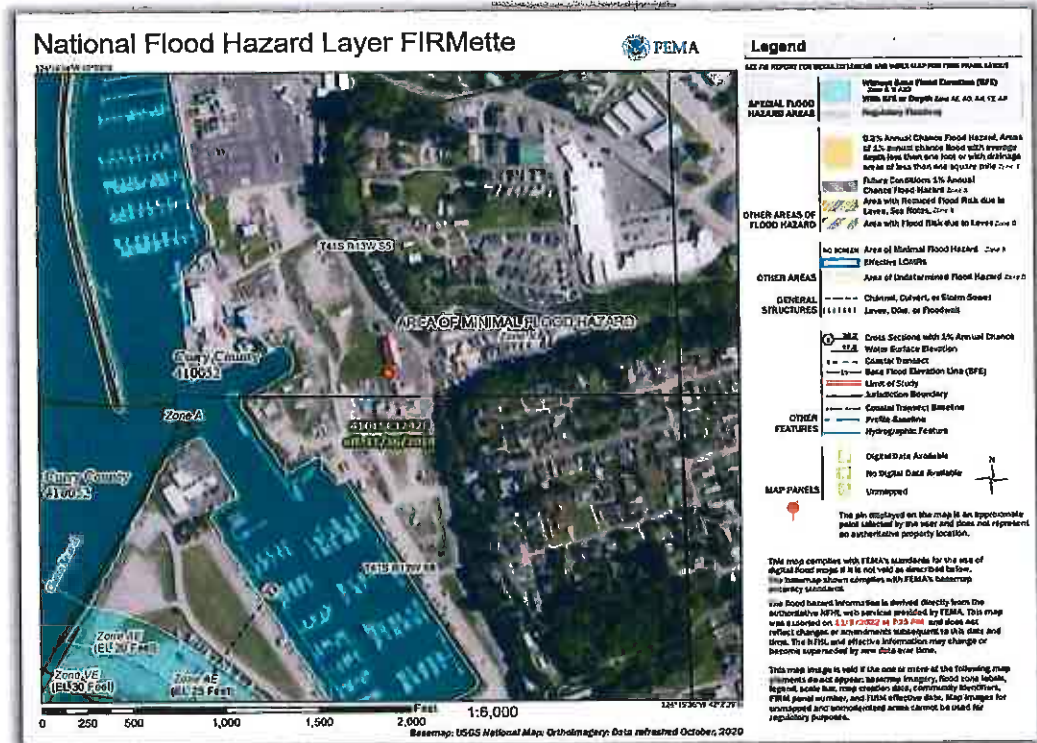 National Flood Hazard Layer FIRMette
FEMA
Legend
SPECIAL FLOOD
HAZARD AREAS
Without Base Flood Elevation (BFE)
With BFE or Depth
Regulatory Floodway
0.2% Annual Chance Flood Hazard, Areas
of 1% annual chance flood with average
depth less than one foot or with drainage
areas of less than one square mile
Future Conditions 1% Annual
Chance Flood Hazard
Area with Reduced Flood Risk due to
Levee. See Notes.
Area with Flood Risk due to Levee
OTHER AREAS OF
FLOOD HAZARD
NO SCREEN Area of Minimal Flood Hazard
Effective LOMRs
Area of Undetermined Flood Hazard
OTHER AREAS
GENERAL
STRUCTURES
Channel, Culvert, or Storm Sewer
Levee, Dike, or Floodwall
Cross Sections with 1% Annual Chance
Water Surface Elevation
Coastal Transect
Base Flood Elevation Line (BFE)
Limit of Study
Jurisdiction Boundary
Coastal Transect Baseline
Profile Baseline
Hydrographic Feature
OTHER
FEATURES
Digital Data Available
No Digital Data Available
Unmapped
MAP PANELS
N
The pin displayed on the map is an approximate
point selected by the user and does not represent
an authoritative property location.
This map complies with FEMA's standards for the use of
digital flood maps if it is not void as described below.
The basemap shown complies with FEMA's basemap
accuracy standards
The flood hazard information is derived directly from the
authoritative NFHL web services provided by FEMA. This map
was exported on
and does not
reflect changes or amendments subsequent to this date and
time. The NFHL and effective information may change or
become superseded by new data over time.
This map image is void if the one or more of the following map
elements do not appear: basemap imagery, flood zone labels,
legend, scale bar, map creation date, community identifiers,
FIRM panel number, and FIRM effective date. Map images for
unmapped and unmodernized areas cannot be used for
regulatory purposes.
T41S R13W S5
AREA OF MINIMAL FLOOD HAZARD
Curry County
410052
Zone A
Curry County
410052
T41S R13W S8
Zone AE
Zone VE
(EL 30 Feet)
Zone AE
(EL 25 Feet)
0 250 500 1,000 1,500 2,000 Feet
1:6,000
Basemap: USGS National Map: Orthoimagery: Data refreshed October, 2020